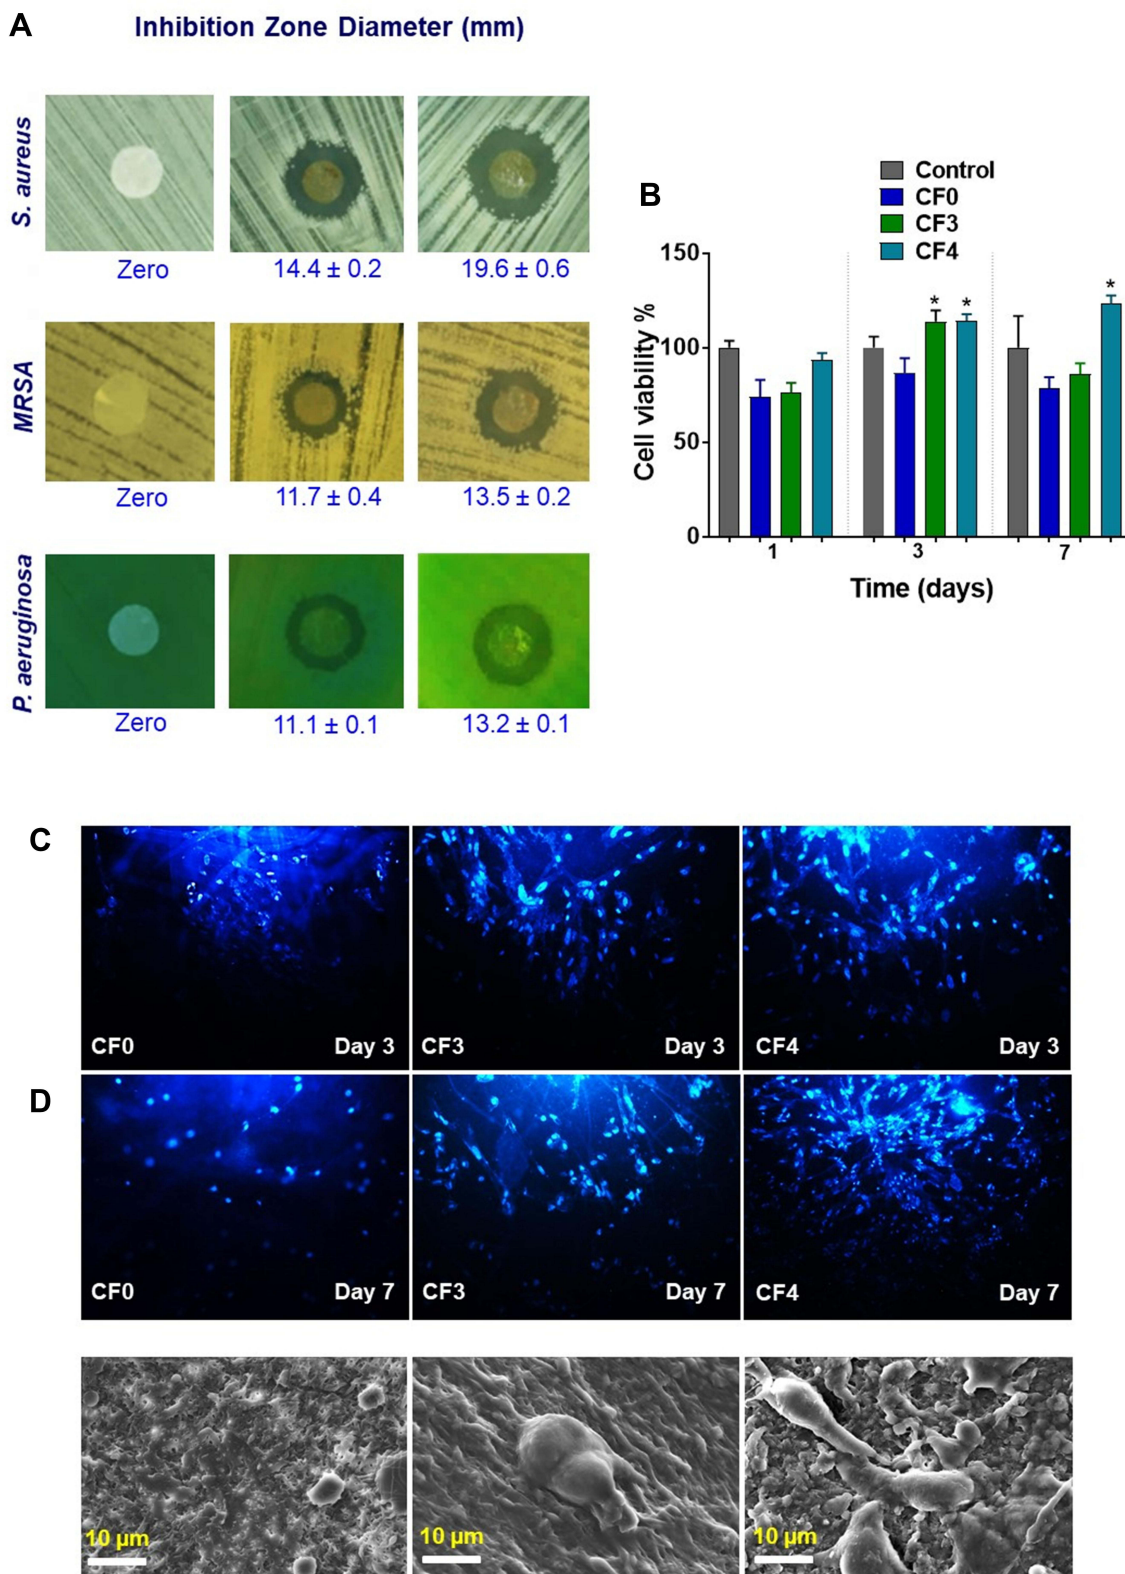 A
Inhibition Zone Diameter (mm)
S. aureus
Zero
14.4 ± 0.2
19.6 ± 0.6
MRSA
Zero
11.7 ± 0.4
13.5 ± 0.2
P. aeruginosa
Zero
11.1 ± 0.1
13.2 ± 0.1
B
Control
CF0
CF3
CF4
Cell viability %
150
100
50
0
* * *
1 3 7
Time (days)
C
CF0 Day 3
CF3 Day 3
CF4 Day 3
D
CF0 Day 7
CF3 Day 7
CF4 Day 7
10 µm
10 µm
10 µm